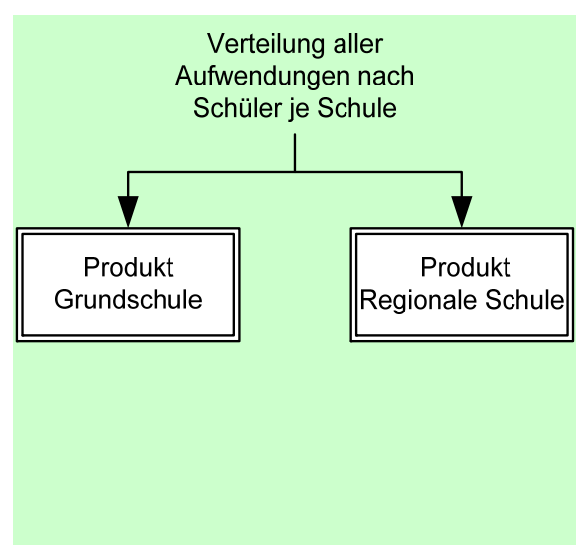 Verteilung aller
Aufwendungen nach
Schüler je Schule
Produkt
Grundschule
Produkt
Regionale Schule